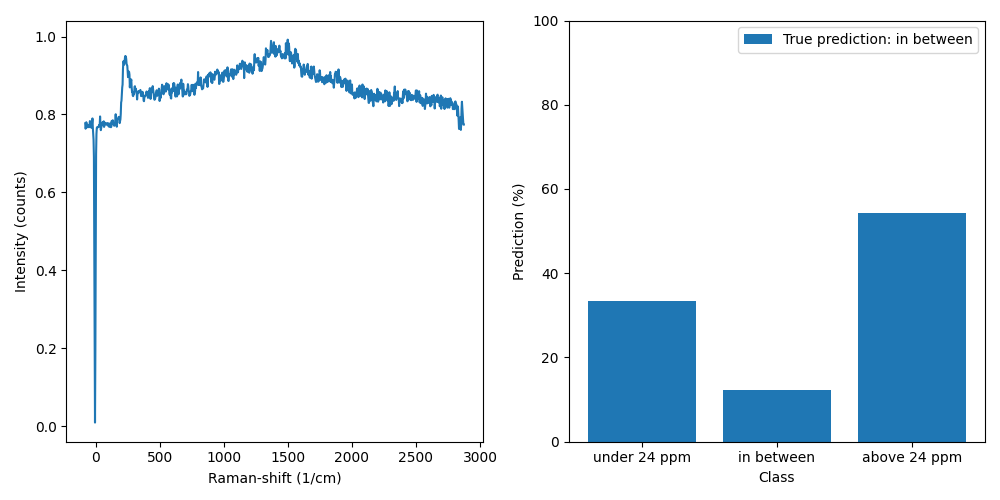 Intensity (counts)
1.0
0.8
0.6
0.4
0.2
0.0
0 500 1000 1500 2000 2500 3000
Raman-shift (1/cm)
Prediction (%)
100
80
60
40
20
0
True prediction: in between
under 24 ppm in between above 24 ppm
Class